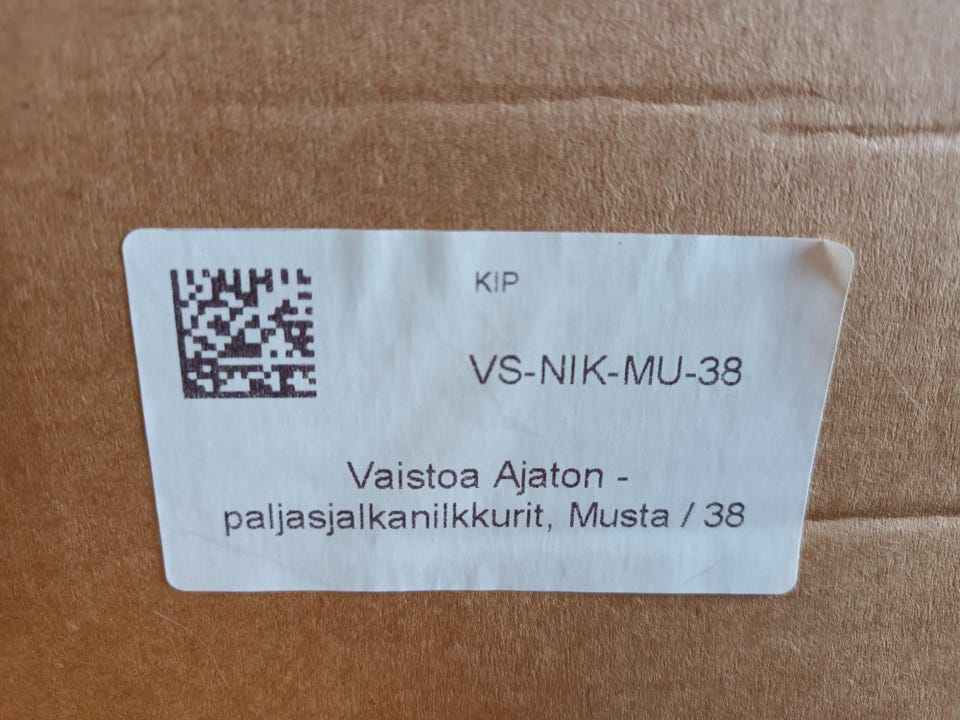 KIP
VS-NIK-MU-38
Vaistoa Ajaton -
paljasjalkanilkkurit, Musta / 38